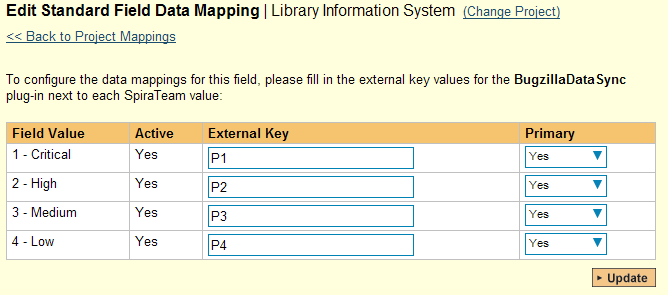 Edit Standard Field Data Mapping | Library Information System (Change Project)
<< Back to Project Mappings
To configure the data mappings for this field, please fill in the external key values for the BugzillaDataSync
plug-in next to each SpiraTeam value:
Field Value Active External Key Primary
1 - Critical Yes P1 Yes
2 - High Yes P2 Yes
3 - Medium Yes P3 Yes
4 - Low Yes P4 Yes
Update